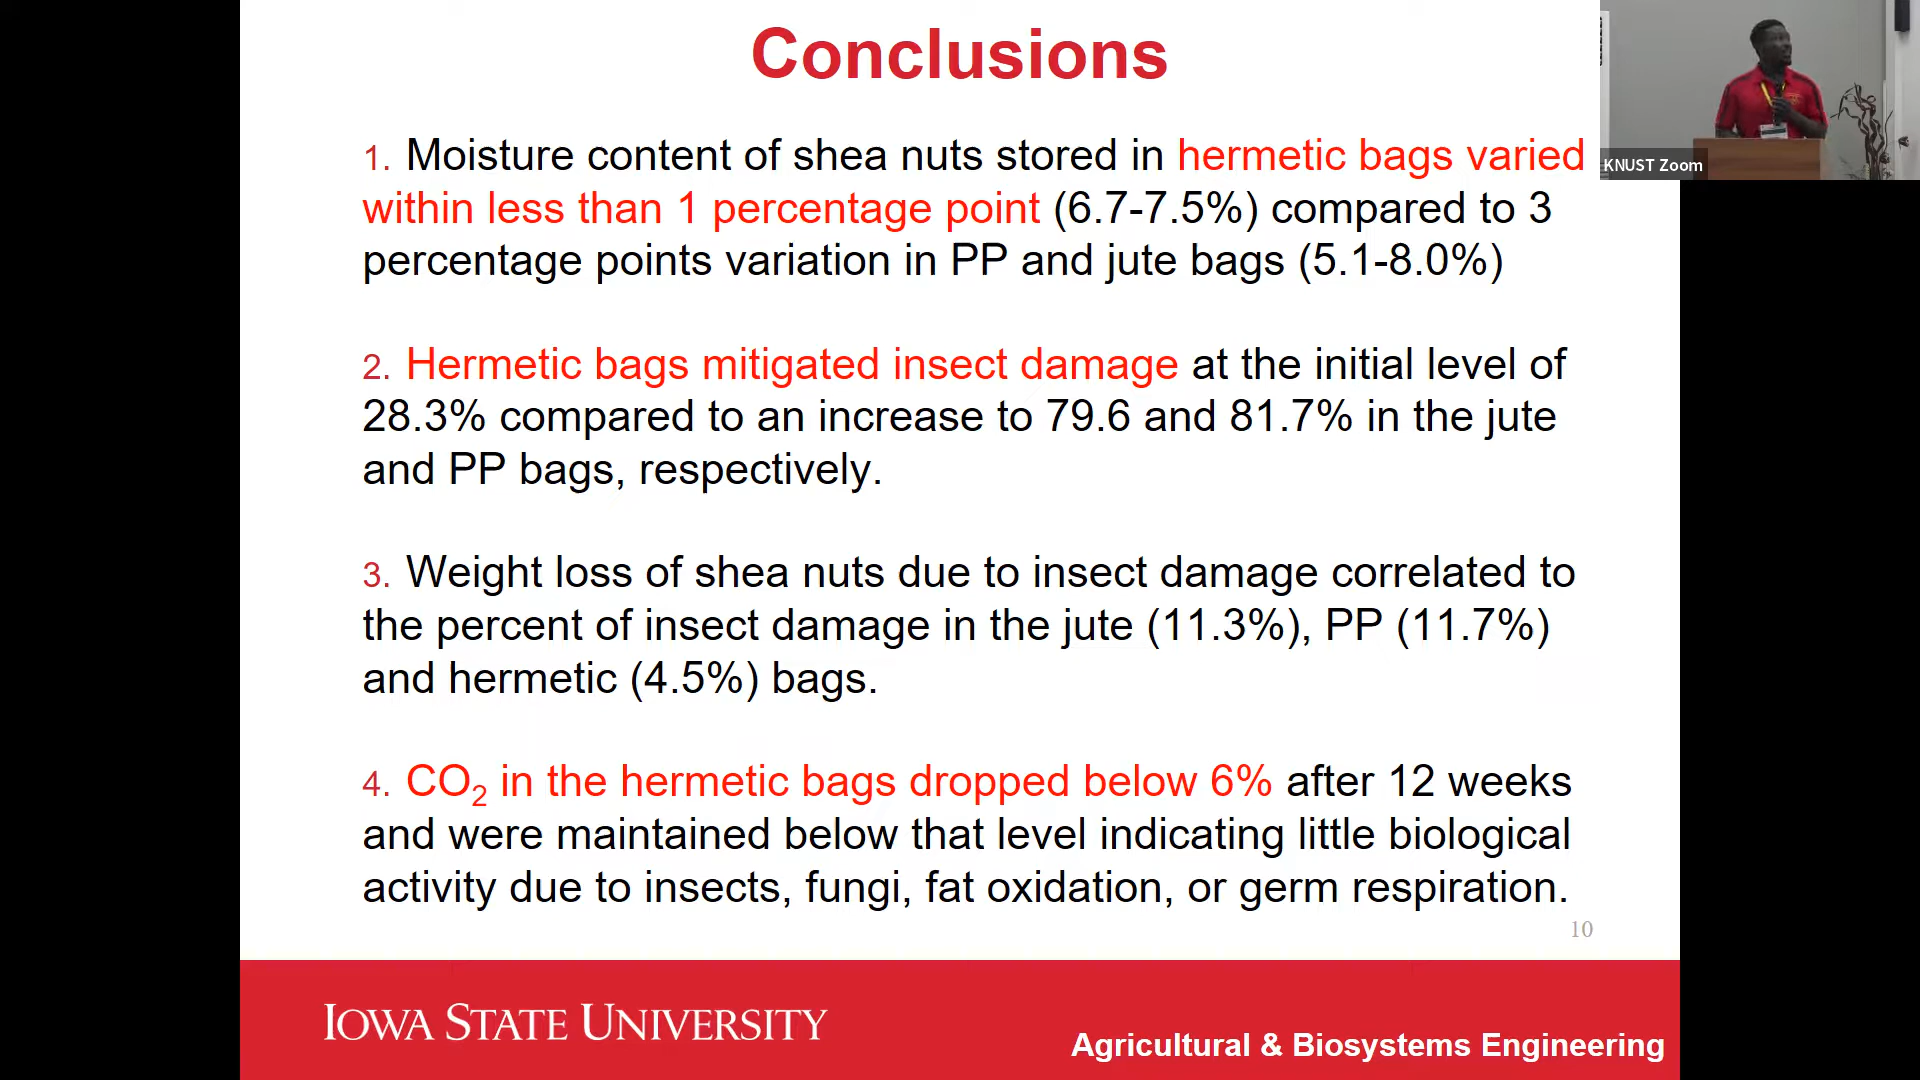 Conclusions
1. Moisture content of shea nuts stored in hermetic bags varied
within less than 1 percentage point (6.7-7.5%) compared to 3
percentage points variation in PP and jute bags (5.1-8.0%)
2. Hermetic bags mitigated insect damage at the initial level of
28.3% compared to an increase to 79.6 and 81.7% in the jute
and PP bags, respectively.
3. Weight loss of shea nuts due to insect damage correlated to
the percent of insect damage in the jute (11.3%), PP (11.7%)
and hermetic (4.5%) bags.
4. CO₂ in the hermetic bags dropped below 6% after 12 weeks
and were maintained below that level indicating little biological
activity due to insects, fungi, fat oxidation, or germ respiration.
10
IOWA STATE UNIVERSITY
Agricultural & Biosystems Engineering
KNUST Zoom